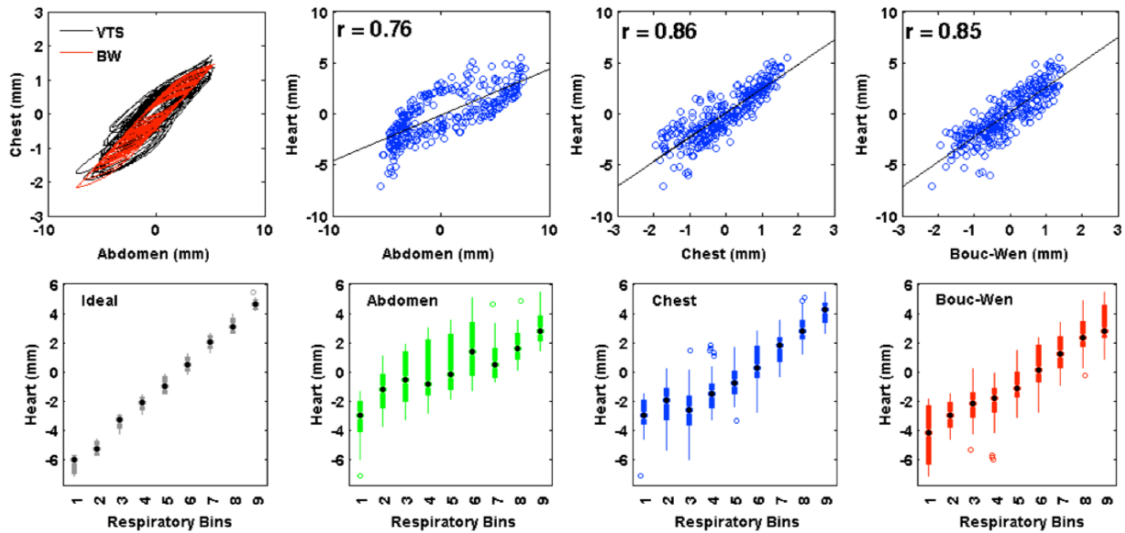 VTS
BW
3
2
1
0
-1
-2
-3
-10 0 10
Chest (mm)
Abdomen (mm)
r = 0.76
10
5
0
-5
-10
-10 -5 0 5 10
Heart (mm)
Abdomen (mm)
r = 0.86
10
5
0
-5
-10
-3 -2 -1 0 1 2 3
Heart (mm)
Chest (mm)
r = 0.85
10
5
0
-5
-10
-3 -2 -1 0 1 2 3
Heart (mm)
Bouc-Wen (mm)
Ideal
6
4
2
0
-2
-4
-6
1 2 3 4 5 6 7 8 9
Heart (mm)
Respiratory Bins
Abdomen
6
4
2
0
-2
-4
-6
1 2 3 4 5 6 7 8 9
Heart (mm)
Respiratory Bins
Chest
6
4
2
0
-2
-4
-6
1 2 3 4 5 6 7 8 9
Heart (mm)
Respiratory Bins
Bouc-Wen
6
4
2
0
-2
-4
-6
1 2 3 4 5 6 7 8 9
Heart (mm)
Respiratory Bins